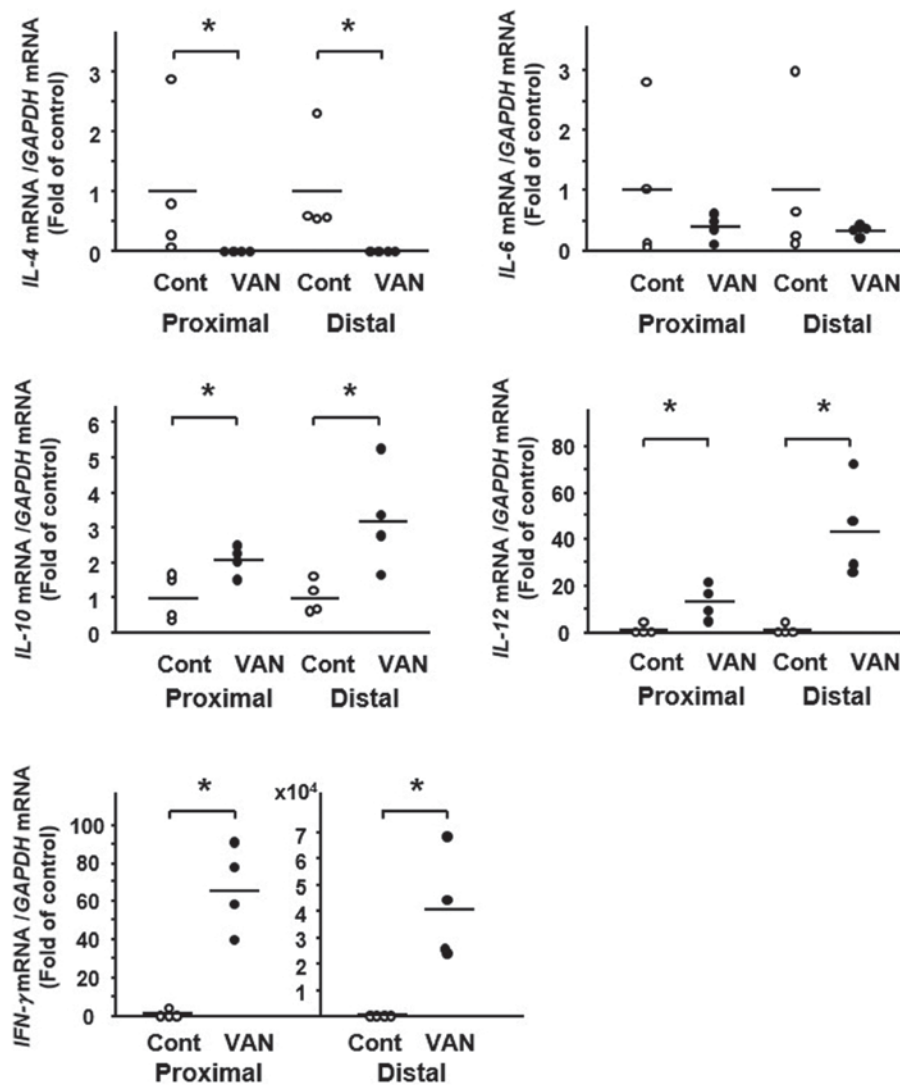 IL-4 mRNA /GAPDH mRNA
(Fold of control)
3
2
1
0
*
*
Cont VAN Cont VAN
Proximal Distal
IL-6 mRNA /GAPDH mRNA
(Fold of control)
3
2
1
0
Cont VAN Cont VAN
Proximal Distal
IL-10 mRNA /GAPDH mRNA
(Fold of control)
6
5
4
3
2
1
0
*
*
Cont VAN Cont VAN
Proximal Distal
IL-12 mRNA /GAPDH mRNA
(Fold of control)
80
60
40
20
0
*
*
Cont VAN Cont VAN
Proximal Distal
IFN-γ mRNA /GAPDH mRNA
(Fold of control)
100
80
60
40
20
0
*
Cont VAN
Proximal
x10⁴
7
6
5
4
3
2
1
*
Cont VAN
Distal